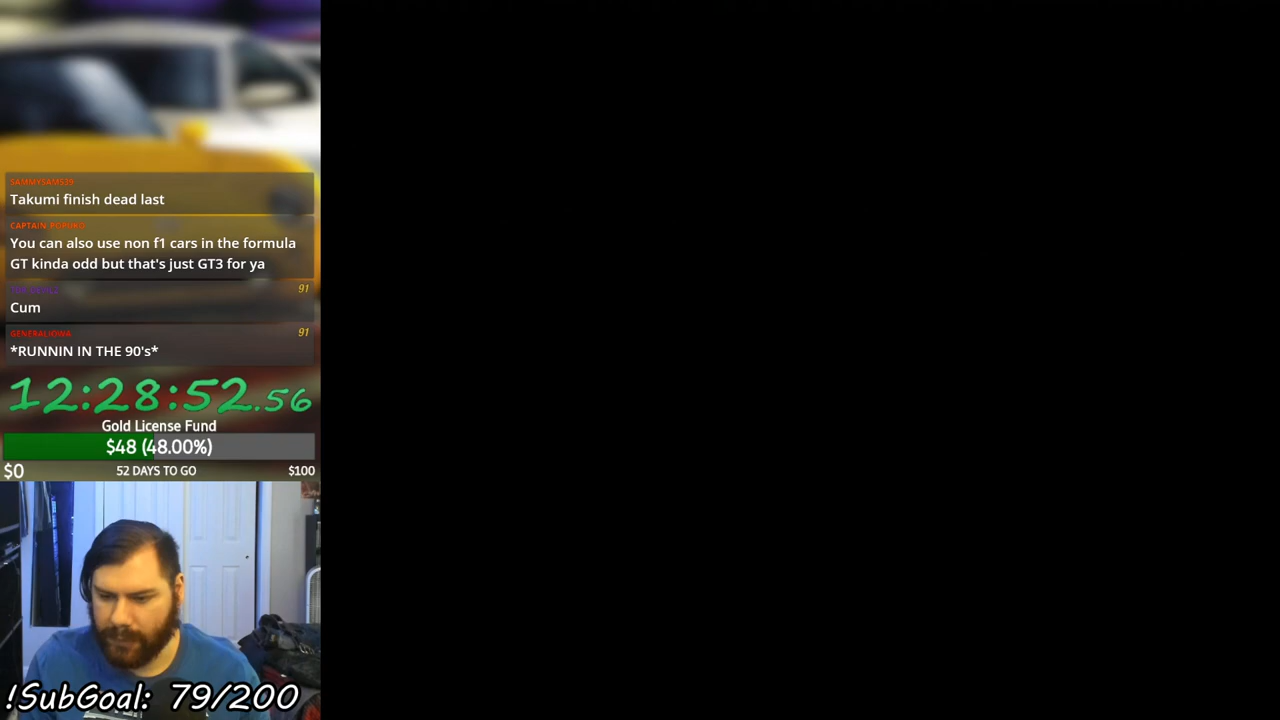 SAMMYSAMS39
Takumi finish dead last
You can also use non f1 cars in the formula
GT kinda odd but that's just GT3 for ya
91
Cum
GENERALIOWA
91
*RUNNIN IN THE 90's*
12:28:52.56
Gold License Fund
$48 (48.00%)
$0
52 DAYS TO GO
$100
!SubGoal: 79/200